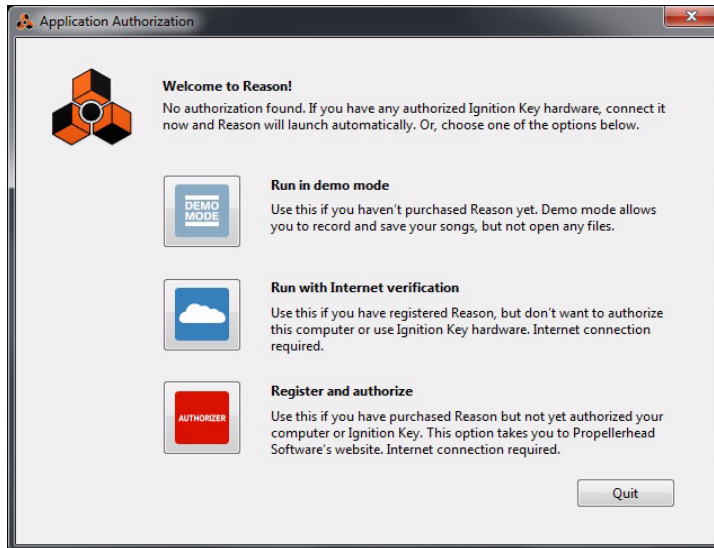 Application Authorization
Welcome to Reason!
No authorization found. If you have any authorized Ignition Key hardware, connect it
now and Reason will launch automatically. Or, choose one of the options below.
DEMO
MODE
Run in demo mode
Use this if you haven't purchased Reason yet. Demo mode allows
you to record and save your songs, but not open any files.
Run with Internet verification
Use this if you have registered Reason, but don't want to authorize
this computer or use Ignition Key hardware. Internet connection
required.
AUTHORIZER
Register and authorize
Use this if you have purchased Reason but not yet authorized your
computer or Ignition Key. This option takes you to Propellerhead
Software's website. Internet connection required.
Quit